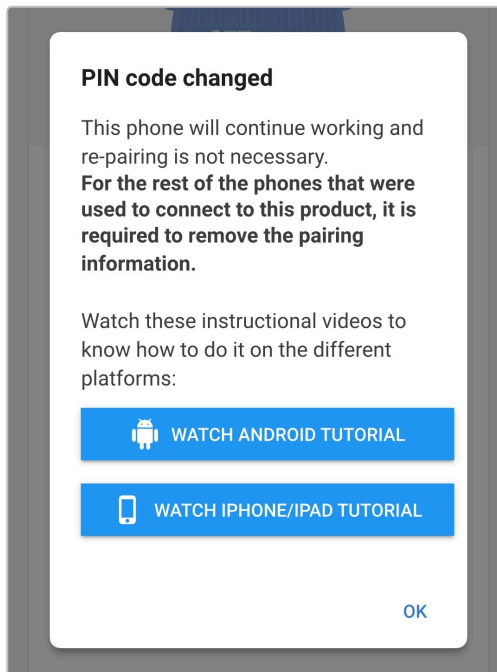 PIN code changed
This phone will continue working and
re-pairing is not necessary.
For the rest of the phones that were
used to connect to this product, it is
required to remove the pairing
information.
Watch these instructional videos to
know how to do it on the different
platforms:
WATCH ANDROID TUTORIAL
WATCH IPHONE/IPAD TUTORIAL
OK